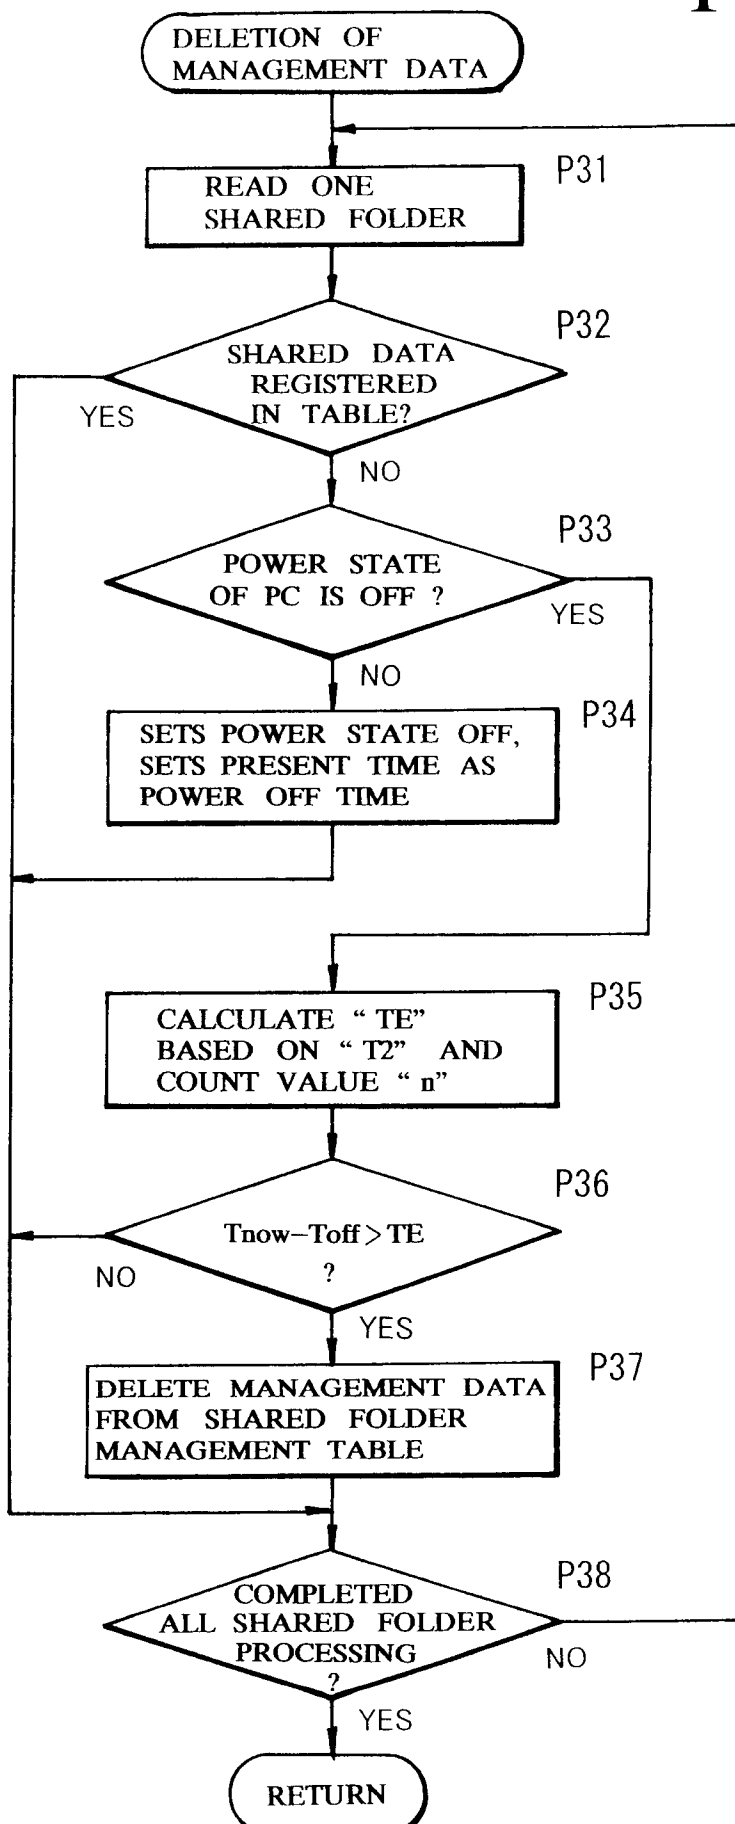 DELETION OF
MANAGEMENT DATA
P31
READ ONE
SHARED FOLDER
P32
SHARED DATA
REGISTERED
IN TABLE?
YES
NO
P33
POWER STATE
OF PC IS OFF ?
YES
NO
P34
SETS POWER STATE OFF,
SETS PRESENT TIME AS
POWER OFF TIME
P35
CALCULATE “ TE”
BASED ON “ T2” AND
COUNT VALUE “ n”
P36
Tnow–Toff > TE
?
NO
YES
P37
DELETE MANAGEMENT DATA
FROM SHARED FOLDER
MANAGEMENT TABLE
P38
COMPLETED
ALL SHARED FOLDER
PROCESSING
?
NO
YES
RETURN